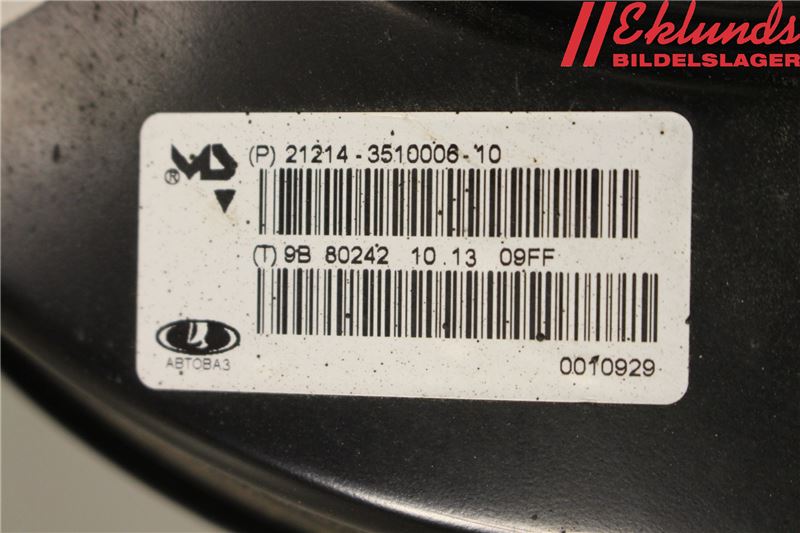 Eklunds
BILDELSLAGER
(P) 21214-3510006-10
(T) 9B 80242 10.13 09FF
АВТОВАЗ
0010929